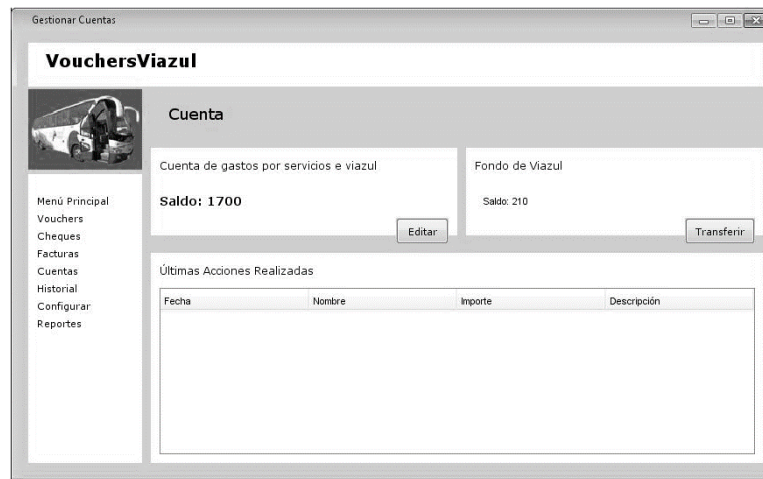 Gestionar Cuentas
VouchersViazul
Cuenta
Cuenta de gastos por servicios e viazul
Saldo: 1700
Editar
Fondo de Viazul
Saldo: 210
Transferir
Menú Principal
Vouchers
Cheques
Facturas
Cuentas
Historial
Configurar
Reportes
Últimas Acciones Realizadas
Fecha Nombre Importe Descripción